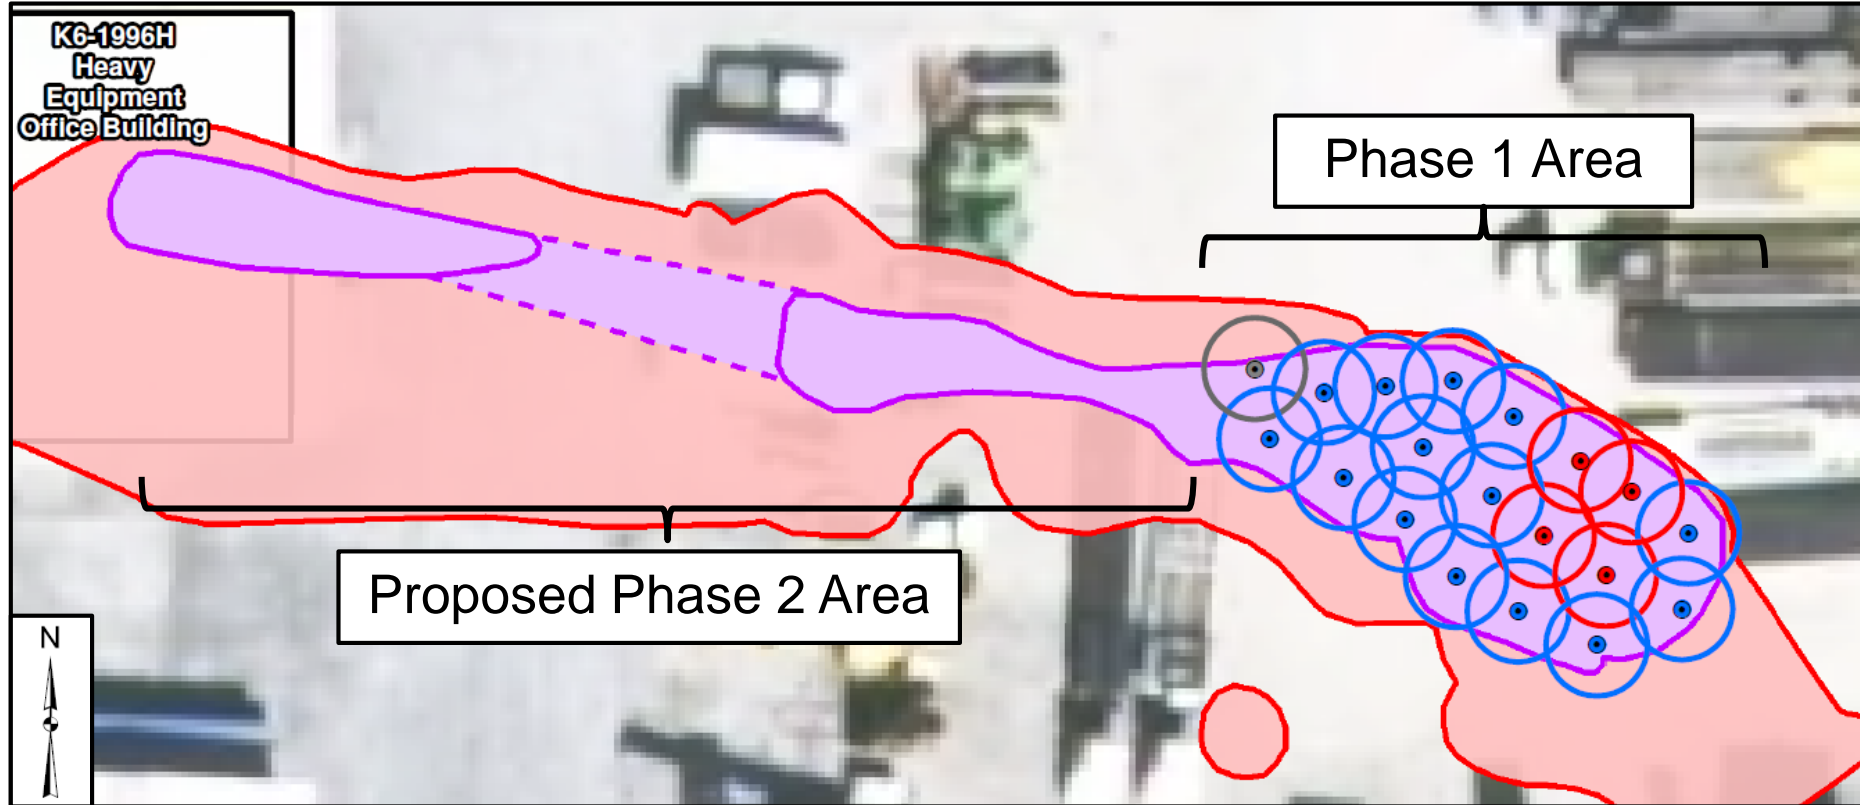 K6-1996H
Heavy
Equipment
Office Building
Phase 1 Area
Proposed Phase 2 Area
N